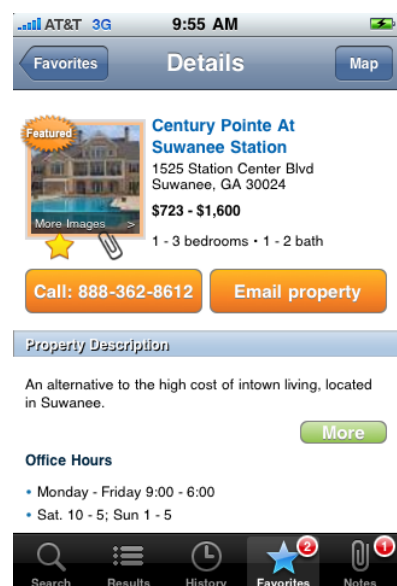 AT&T 3G 9:55 AM
Favorites Details Map
Featured
More Images >
Century Pointe At
Suwanee Station
1525 Station Center Blvd
Suwanee, GA 30024
$723 - $1,600
1 - 3 bedrooms • 1 - 2 bath
Call: 888-362-8612 Email property
Property Description
An alternative to the high cost of intown living, located
in Suwanee.
More
Office Hours
• Monday - Friday 9:00 - 6:00
• Sat. 10 - 5; Sun 1 - 5
2 1
Search Results History Favorites Notes